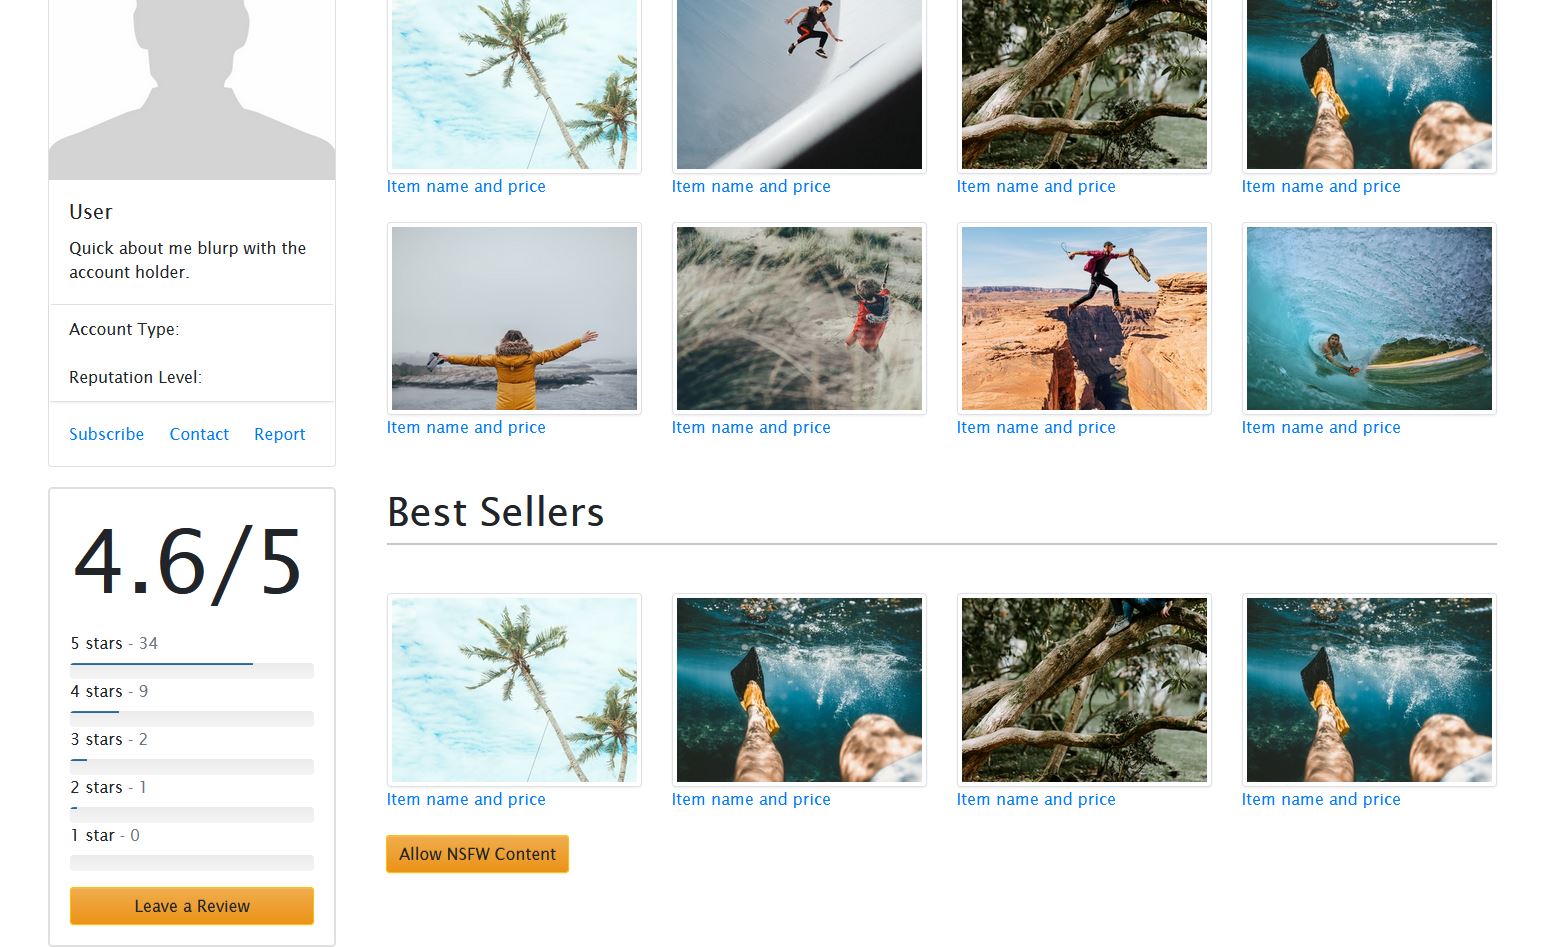 Item name and price
Item name and price
Item name and price
Item name and price
User
Quick about me blurp with the
account holder.
Account Type:
Reputation Level:
Subscribe Contact Report
Item name and price
Item name and price
Item name and price
Item name and price
4.6/5
5 stars - 34
4 stars - 9
3 stars - 2
2 stars - 1
1 star - 0
Leave a Review
Best Sellers
Item name and price
Item name and price
Item name and price
Item name and price
Allow NSFW Content